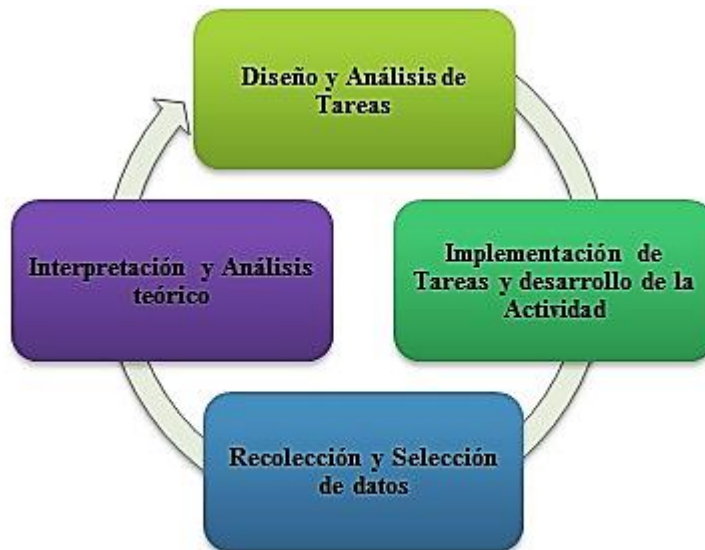 Diseño y Análisis de
Tareas
Implementación de
Tareas y desarrollo de la
Actividad
Recolección y Selección
de datos
Interpretación y Análisis
teórico